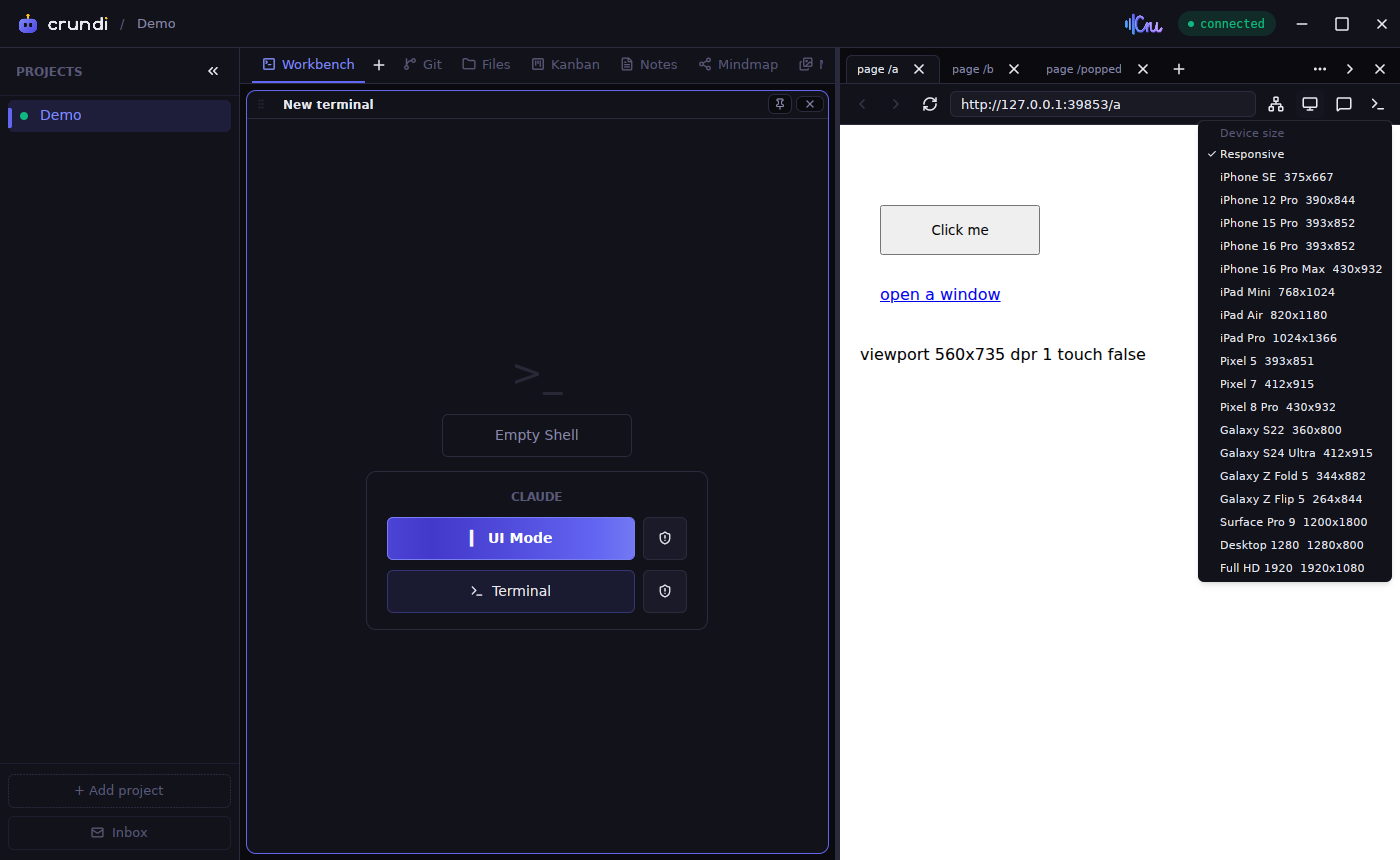 crundi / Demo
Cru
connected
PROJECTS
Demo
+ Add project
Inbox
Workbench
Git
Files
Kanban
Notes
Mindmap
New terminal
>_
Empty Shell
CLAUDE
UI Mode
Terminal
page /a
page /b
page /popped
http://127.0.0.1:39853/a
Click me
open a window
viewport 560x735 dpr 1 touch false
Device size
Responsive
iPhone SE 375x667
iPhone 12 Pro 390x844
iPhone 15 Pro 393x852
iPhone 16 Pro 393x852
iPhone 16 Pro Max 430x932
iPad Mini 768x1024
iPad Air 820x1180
iPad Pro 1024x1366
Pixel 5 393x851
Pixel 7 412x915
Pixel 8 Pro 430x932
Galaxy S22 360x800
Galaxy S24 Ultra 412x915
Galaxy Z Fold 5 344x882
Galaxy Z Flip 5 264x844
Surface Pro 9 1200x1800
Desktop 1280 1280x800
Full HD 1920 1920x1080